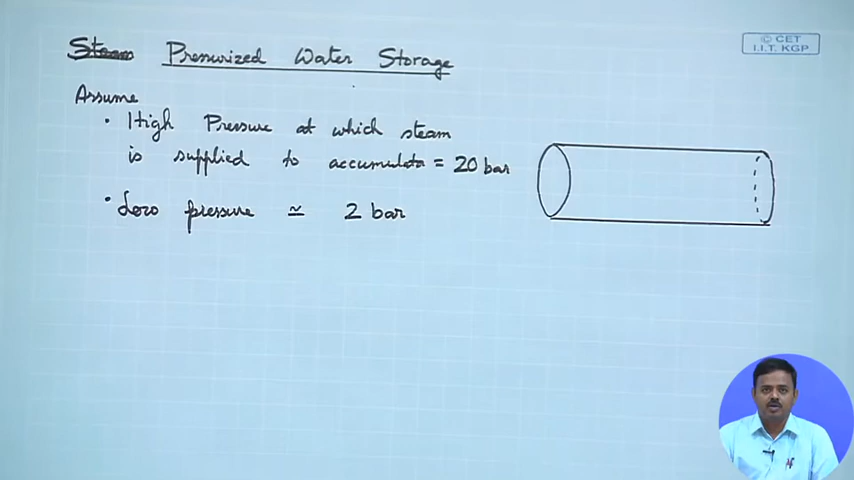 Steam Pressurized Water Storage
© CET
I.I.T. KGP
Assume
• High Pressure at which steam
is supplied to accumulata = 20 bar
• Low pressure ≃ 2 bar